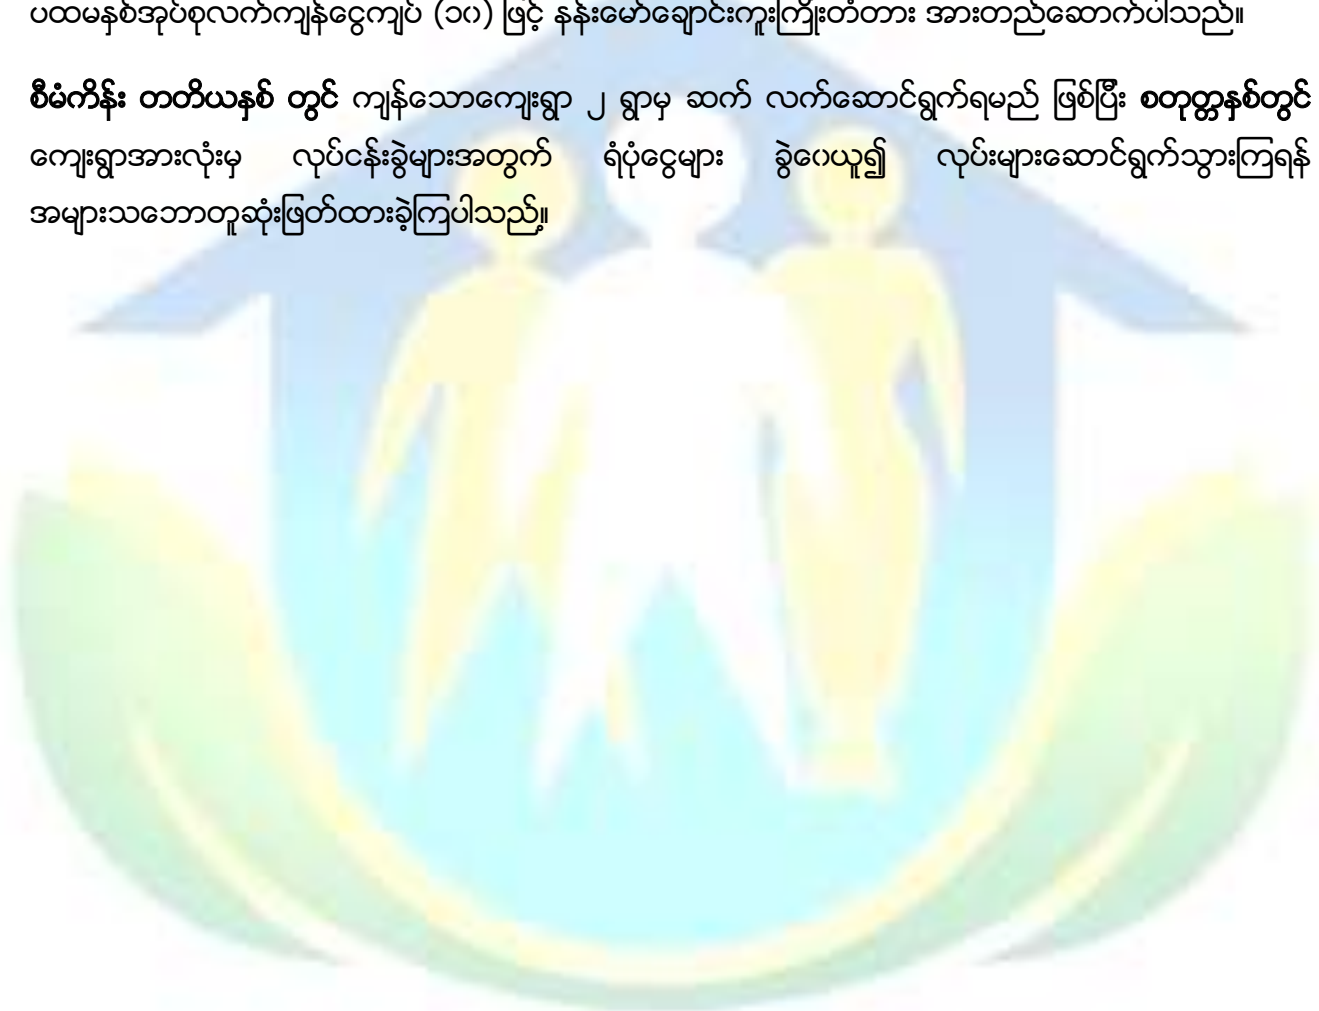 ပထမနှစ်အုပ်စုလက်ကျန်ငွေကျပ် (၁၀) ဖြင့် နန်းမော်ချောင်းကူးကြိုးတံတား အားတည်ဆောက်ပါသည်။
စီမံကိန်း တတိယနှစ် တွင် ကျန်သောကျေးရွာ ၂ ရွာမှ ဆက် လက်ဆောင်ရွက်ရမည် ဖြစ်ပြီး စတုတ္ထနှစ်တွင်
ကျေးရွာအားလုံးမှ လုပ်ငန်းခွဲများအတွက် ရံပုံငွေများ ခွဲဝေယူ၍ လုပ်းများဆောင်ရွက်သွားကြရန်
အများသဘောတူဆုံးဖြတ်ထားခဲ့ကြပါသည့်။